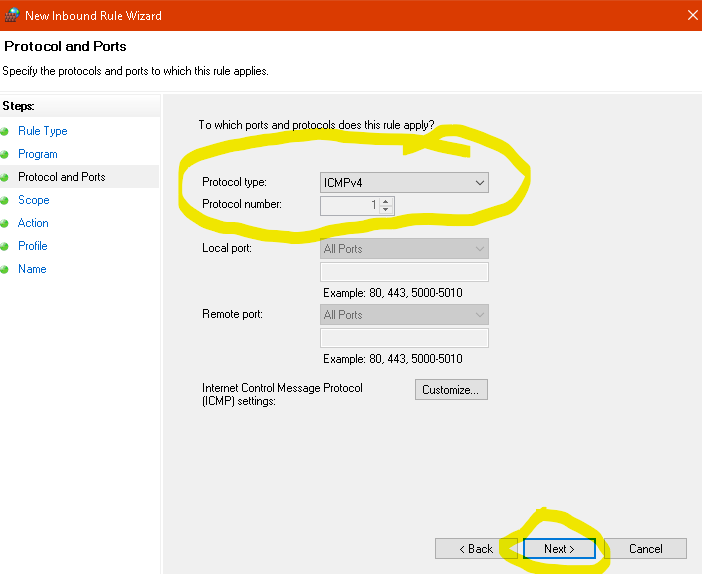 New Inbound Rule Wizard
Protocol and Ports
Specify the protocols and ports to which this rule applies.
Steps:
Rule Type
Program
Protocol and Ports
Scope
Action
Profile
Name
To which ports and protocols does this rule apply?
Protocol type: ICMPv4
Protocol number: 1
Local port: All Ports
Example: 80, 443, 5000-5010
Remote port: All Ports
Example: 80, 443, 5000-5010
Internet Control Message Protocol
(ICMP) settings:
Customize...
< Back Next > Cancel